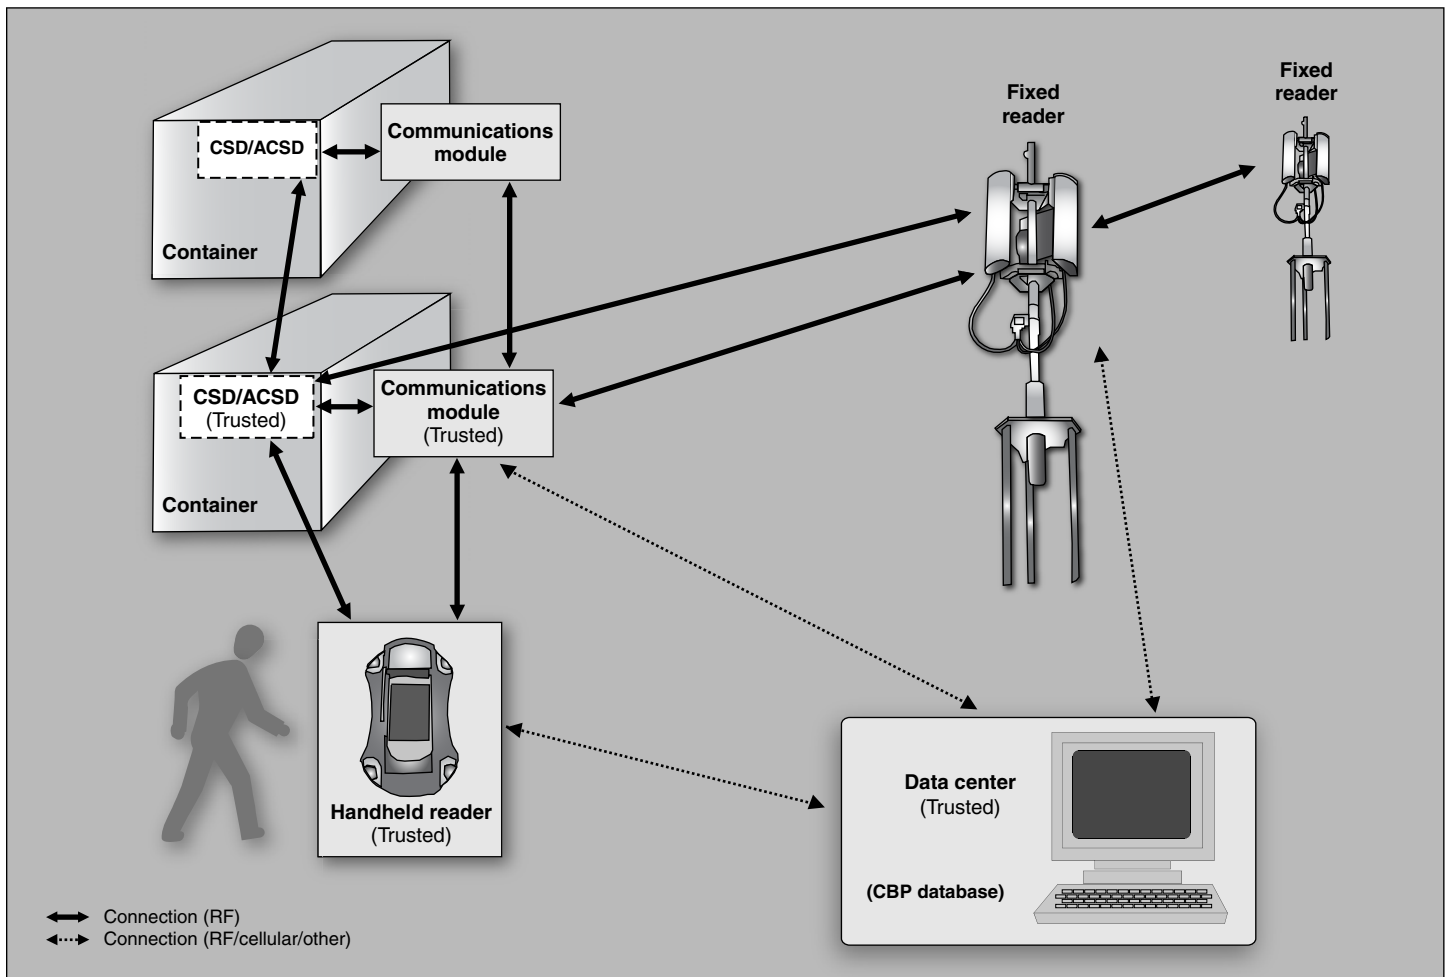 Fixed
reader
Fixed
reader
CSD/ACSD
Communications
module
Container
CSD/ACSD
(Trusted)
Communications
module
(Trusted)
Container
Handheld reader
(Trusted)
Data center
(Trusted)
(CBP database)
Connection (RF)
Connection (RF/cellular/other)